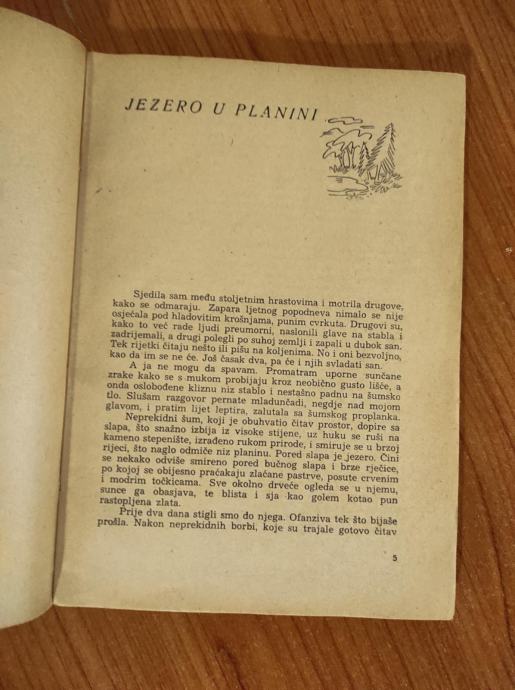 JEZERO U PLANINI
Sjedila sam među stoljetnim hrastovima i motrila drugove,
kako se odmaraju. Zapara ljetnog popodneva nimalo se nije
osjećala pod hladovitim krošnjama, punim cvrkuta. Drugovi su,
kako to već rade ljudi preumorni, naslonili glave na stabla i
zadrijemali, a drugi polegli po suhoj zemlji i zapali u dubok san.
Tek rijetki čitaju nešto ili pišu na koljenima. No i oni bezvoljno,
kao da im se ne će. Još časak dva, pa će i njih svladati san.
A ja ne mogu da spavam. Promatram uporne sunčane
zrake kako se s mukom probijaju kroz neobično gusto lišće, a
onda oslobođene kliznu niz stablo i nestašno padnu na šumsko
tlo. Slušam razgovor pernate mladunčadi, negdje nad mojom
glavom, i pratim lijet leptira, zalutala sa šumskog proplanka.
Neprekidni šum, koji je obuhvatio čitav prostor, dopire sa
slapa, što snažno izbija iz visoke stijene, uz huku se ruši na
kameno stepenište, izrađeno rukom prirode, i smiruje se u brzoj
rječici, što naglo odmiče niz planinu. Pored slapa je jezero. Čini
se nekako odviše smireno pored bučnog slapa i brze rječice,
po kojoj se obijesno praćakaju zlaćane pastrve, posute crvenim
i modrim točkicama. Sve okolno drveće ogleda se u njemu,
sunce ga obasjava, te blista i sja kao golem kotao pun
rastopljena zlata.
Prije dva dana stigli smo do njega. Ofanziva tek što bijaše
prošla. Nakon neprekidnih borbi, koje su trajale gotovo čitav
5